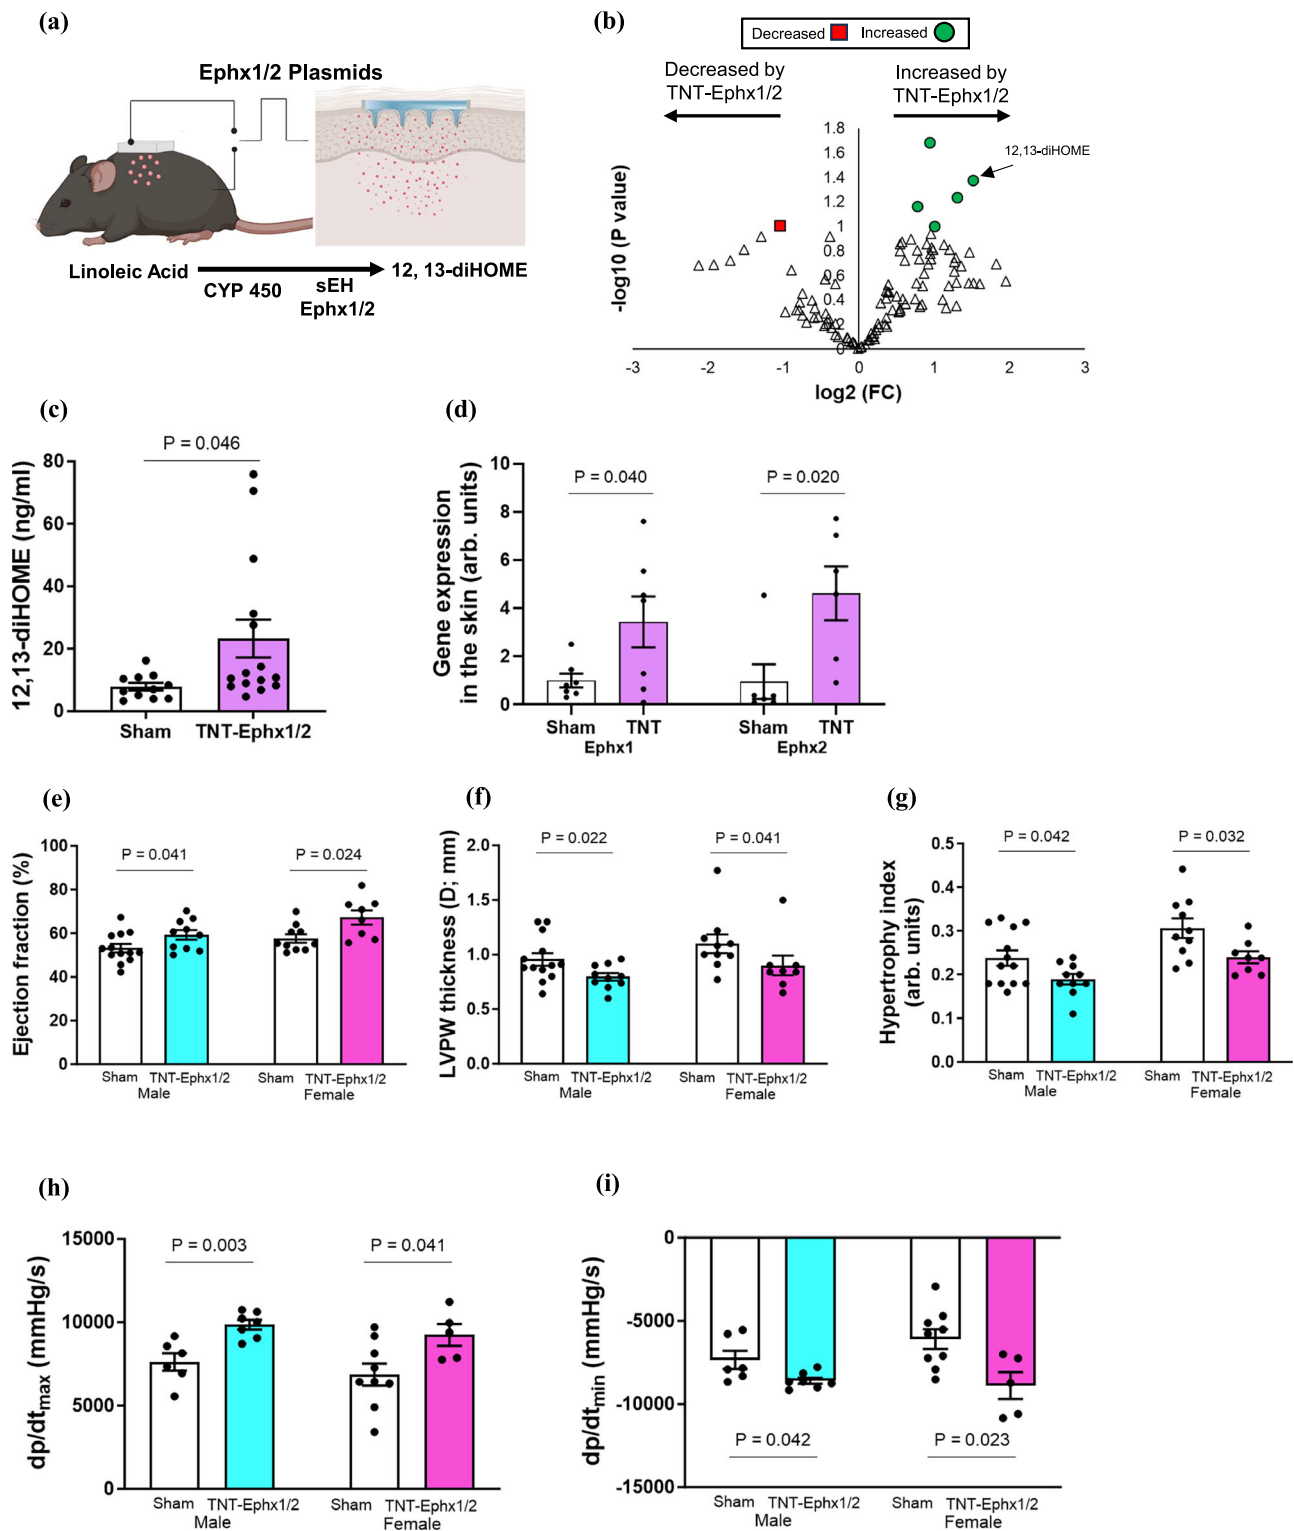 (a)
Ephx1/2 Plasmids
Linoleic Acid
12, 13-diHOME
CYP 450
sEH
Ephx1/2
(b)
Decreased
Increased
Decreased by
TNT-Ephx1/2
Increased by
TNT-Ephx1/2
12,13-diHOME
-log10 (P value)
1.8
1.6
1.4
1.2
1
0.8
0.6
0.4
0.2
0
-3
-2
-1
0
1
2
3
log2 (FC)
(c)
P = 0.046
12,13-diHOME (ng/ml)
80
60
40
20
0
Sham
TNT-Ephx1/2
(d)
Gene expression
in the skin (arb. units)
10
8
6
4
2
0
P = 0.040
P = 0.020
Sham
TNT
Sham
TNT
Ephx1
Ephx2
(e)
Ejection fraction (%)
100
80
60
40
20
0
P = 0.041
P = 0.024
Sham
TNT-Ephx1/2
Sham
TNT-Ephx1/2
Male
Female
(f)
LVPW thickness (D; mm)
2.0
1.5
1.0
0.5
0.0
P = 0.022
P = 0.041
Sham
TNT-Ephx1/2
Sham
TNT-Ephx1/2
Male
Female
(g)
Hypertrophy index
(arb. units)
0.5
0.4
0.3
0.2
0.1
0.0
P = 0.042
P = 0.032
Sham
TNT-Ephx1/2
Sham
TNT-Ephx1/2
Male
Female
(h)
dp/dtmax (mmHg/s)
15000
10000
5000
0
P = 0.003
P = 0.041
Sham
TNT-Ephx1/2
Sham
TNT-Ephx1/2
Male
Female
(i)
dp/dtmin (mmHg/s)
0
-5000
-10000
-15000
P = 0.042
P = 0.023
Sham
TNT-Ephx1/2
Sham
TNT-Ephx1/2
Male
Female